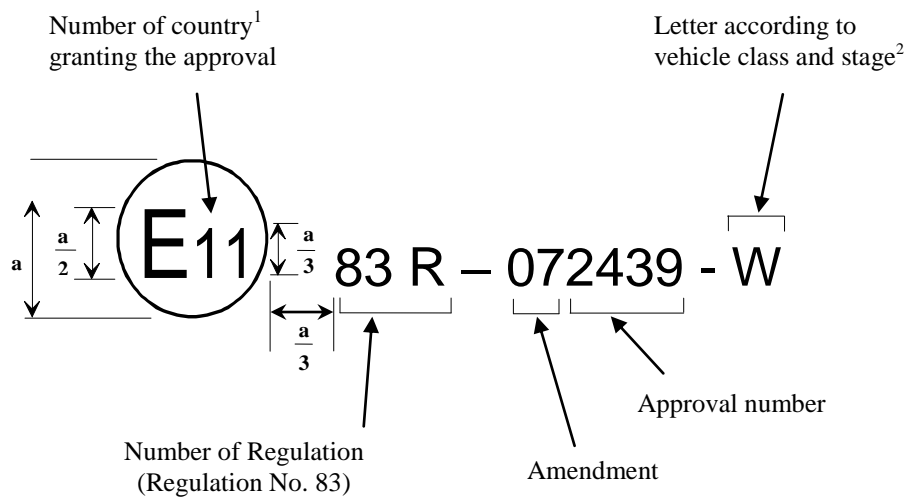 Number of country1
granting the approval
Letter according to
vehicle class and stage2
a
a
2
E11
a
3
83 R – 072439 - W
a
3
Approval number
Number of Regulation
(Regulation No. 83)
Amendment